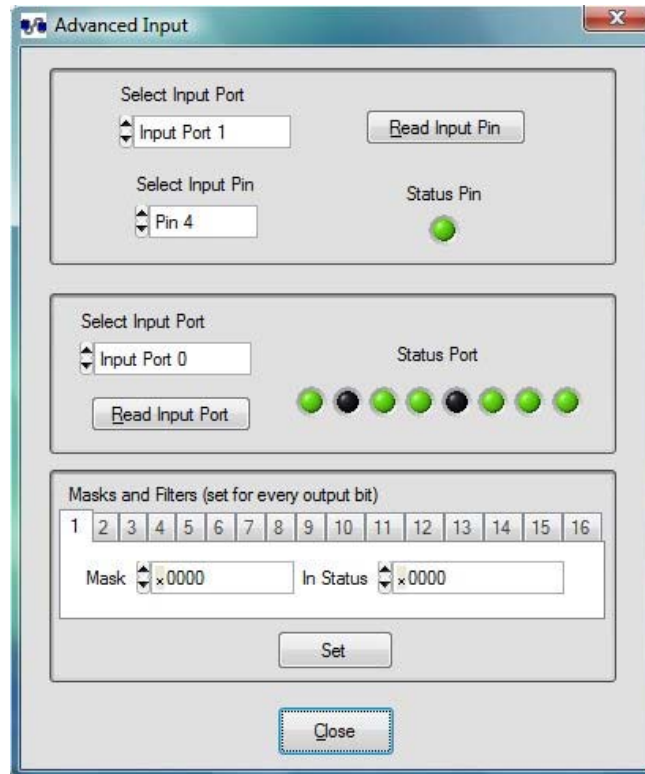 Advanced Input
Select Input Port
Input Port 1
Read Input Pin
Select Input Pin
Status Pin
Pin 4
Select Input Port
Input Port 0
Status Port
Read Input Port
Masks and Filters (set for every output bit)
1 2 3 4 5 6 7 8 9 10 11 12 13 14 15 16
Mask x0000 In Status x0000
Set
Close